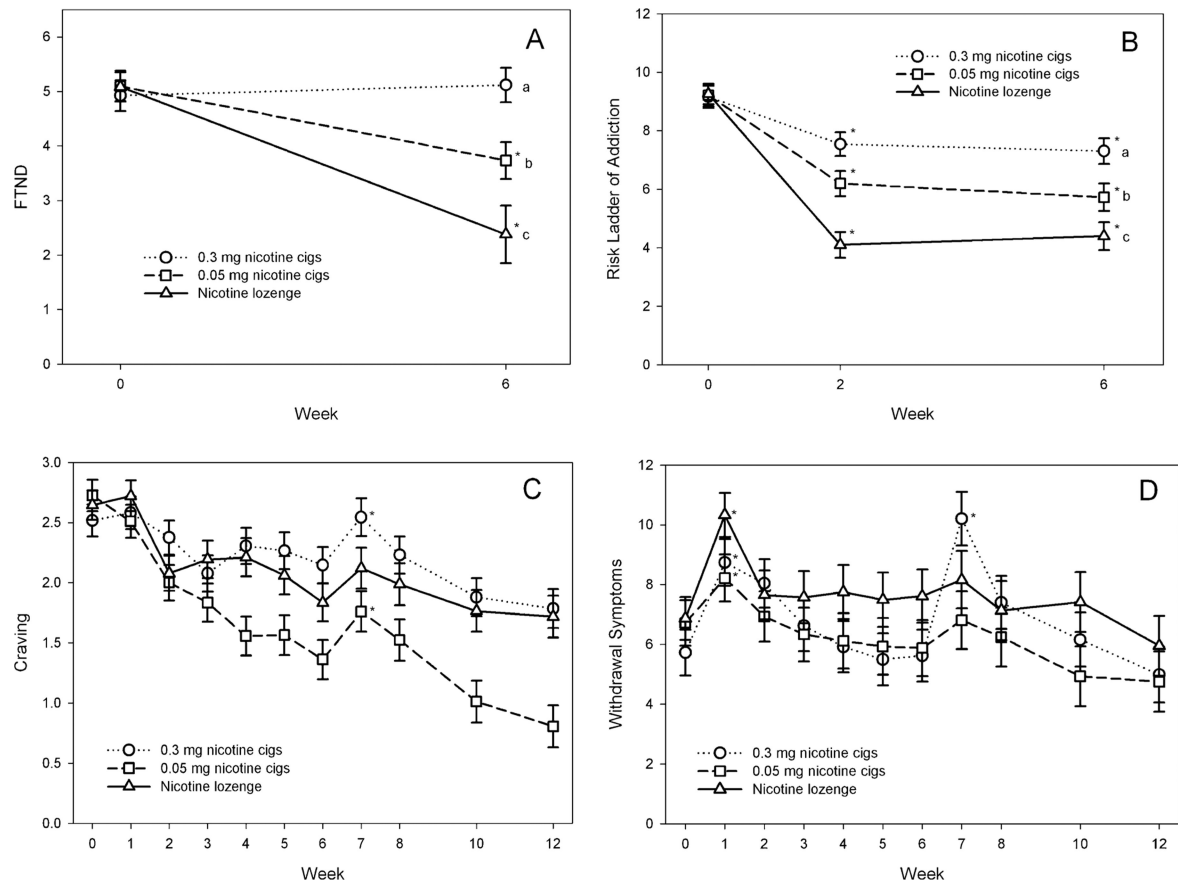 A
6
5
4
3
2
1
0
FTND
a
* b
* c
0.3 mg nicotine cigs
0.05 mg nicotine cigs
Nicotine lozenge
0 6
Week
B
12
10
8
6
4
2
0
Risk Ladder of Addiction
0.3 mg nicotine cigs
0.05 mg nicotine cigs
Nicotine lozenge
* * a
* * b
* * c
0 2 6
Week
C
3.0
2.5
2.0
1.5
1.0
0.5
0.0
Craving
*
*
0.3 mg nicotine cigs
0.05 mg nicotine cigs
Nicotine lozenge
0 1 2 3 4 5 6 7 8 10 12
Week
D
12
10
8
6
4
2
0
Withdrawal Symptoms
* *
*
*
0.3 mg nicotine cigs
0.05 mg nicotine cigs
Nicotine lozenge
0 1 2 3 4 5 6 7 8 10 12
Week